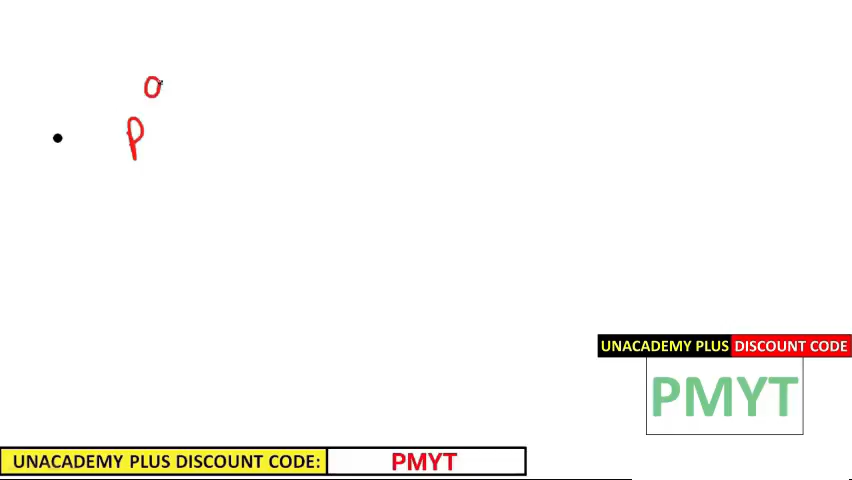 o
p
UNACADEMY PLUS DISCOUNT CODE
PMYT
UNACADEMY PLUS DISCOUNT CODE: PMYT